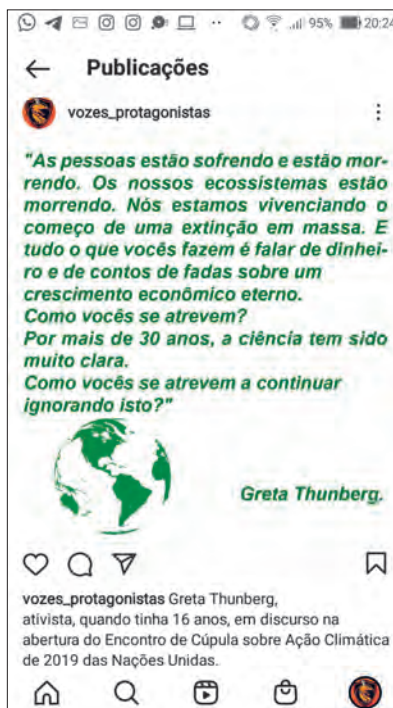 95% 20:24
Publicações
vozes_protagonistas
"As pessoas estão sofrendo e estão mor-
rendo. Os nossos ecossistemas estão
morrendo. Nós estamos vivenciando o
começo de uma extinção em massa. E
tudo o que vocês fazem é falar de dinhei-
ro e de contos de fadas sobre um
crescimento econômico eterno.
Como vocês se atrevem?
Por mais de 30 anos, a ciência tem sido
muito clara.
Como vocês se atrevem a continuar
ignorando isto?"
Greta Thunberg.
vozes_protagonistas Greta Thunberg,
ativista, quando tinha 16 anos, em discurso na
abertura do Encontro de Cúpula sobre Ação Climática
de 2019 das Nações Unidas.